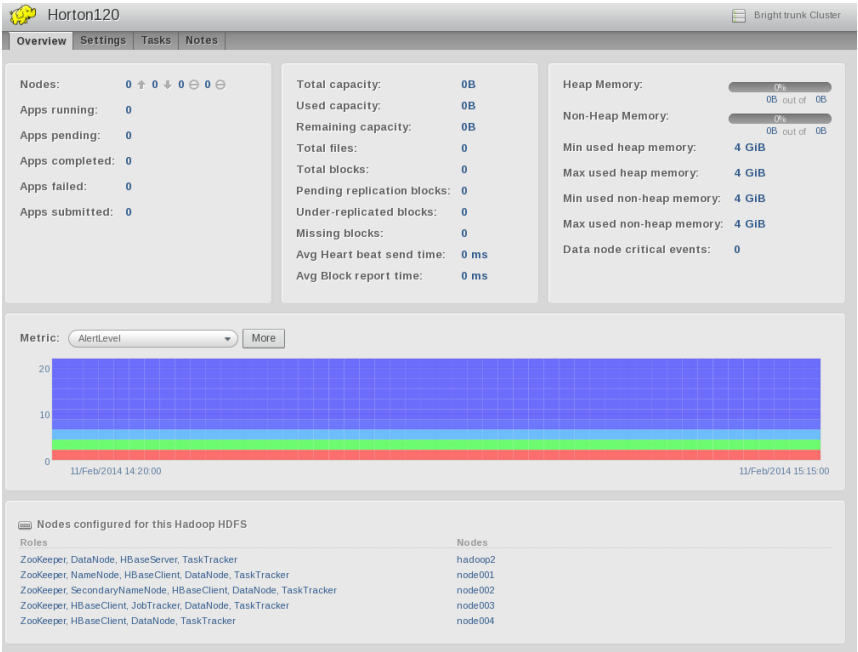 Horton120
Bright trunk Cluster
Overview Settings Tasks Notes
Nodes: 0 0 0 0
Apps running: 0
Apps pending: 0
Apps completed: 0
Apps failed: 0
Apps submitted: 0
Total capacity: 0B
Used capacity: 0B
Remaining capacity: 0B
Total files: 0
Total blocks: 0
Pending replication blocks: 0
Under-replicated blocks: 0
Missing blocks: 0
Avg Heart beat send time: 0 ms
Avg Block report time: 0 ms
Heap Memory: 0%
0B out of 0B
Non-Heap Memory: 0%
0B out of 0B
Min used heap memory: 4 GiB
Max used heap memory: 4 GiB
Min used non-heap memory: 4 GiB
Max used non-heap memory: 4 GiB
Data node critical events: 0
Metric: AlertLevel More
20
10
0
11/Feb/2014 14:20:00 11/Feb/2014 15:15:00
Nodes configured for this Hadoop HDFS
Roles Nodes
ZooKeeper, DataNode, HBaseServer, TaskTracker hadoop2
ZooKeeper, NameNode, HBaseClient, DataNode, TaskTracker node001
ZooKeeper, SecondaryNameNode, HBaseClient, DataNode, TaskTracker node002
ZooKeeper, HBaseClient, JobTracker, DataNode, TaskTracker node003
ZooKeeper, HBaseClient, DataNode, TaskTracker node004